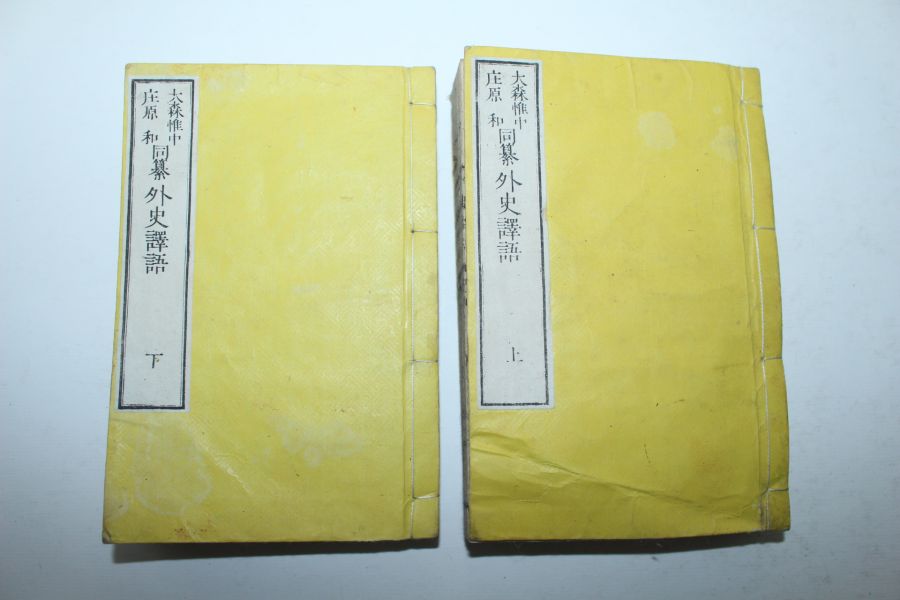 大森惟中
庄原和
同纂
外史譯語
上
大森惟中
庄原和
同纂
外史譯語
下